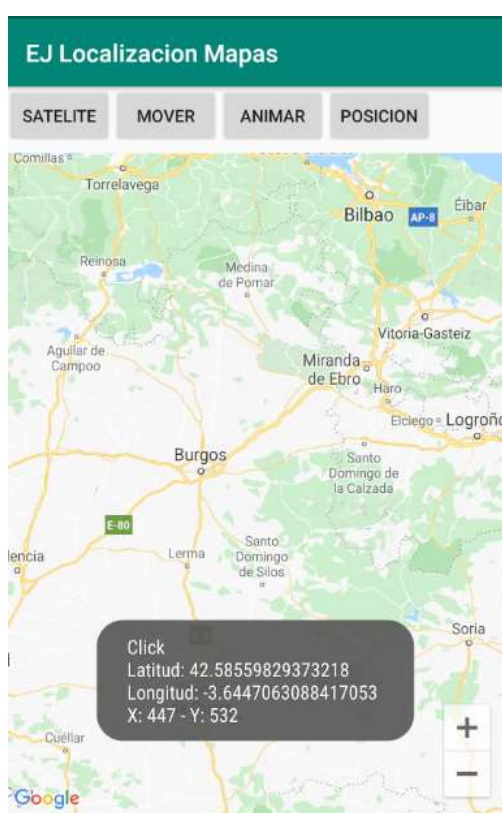 EJ Localizacion Mapas
SATELITE MOVER ANIMAR POSICION
Comillas
Torrelavega
Bilbao
AP-8
Éibar
Reinosa
Medina
de Pomar
Vitoria-Gasteiz
Aguilar de
Campoo
Miranda
de Ebro
Haro
Elciego
Logroño
Burgos
Santo
Domingo de
la Calzada
E-80
Lerma
Santo
Domingo
de Silos
lencia
Soria
Click
Latitud: 42.58559829373218
Longitud: -3.6447063088417053
X: 447 - Y: 532
Cuéllar
+
−
Google